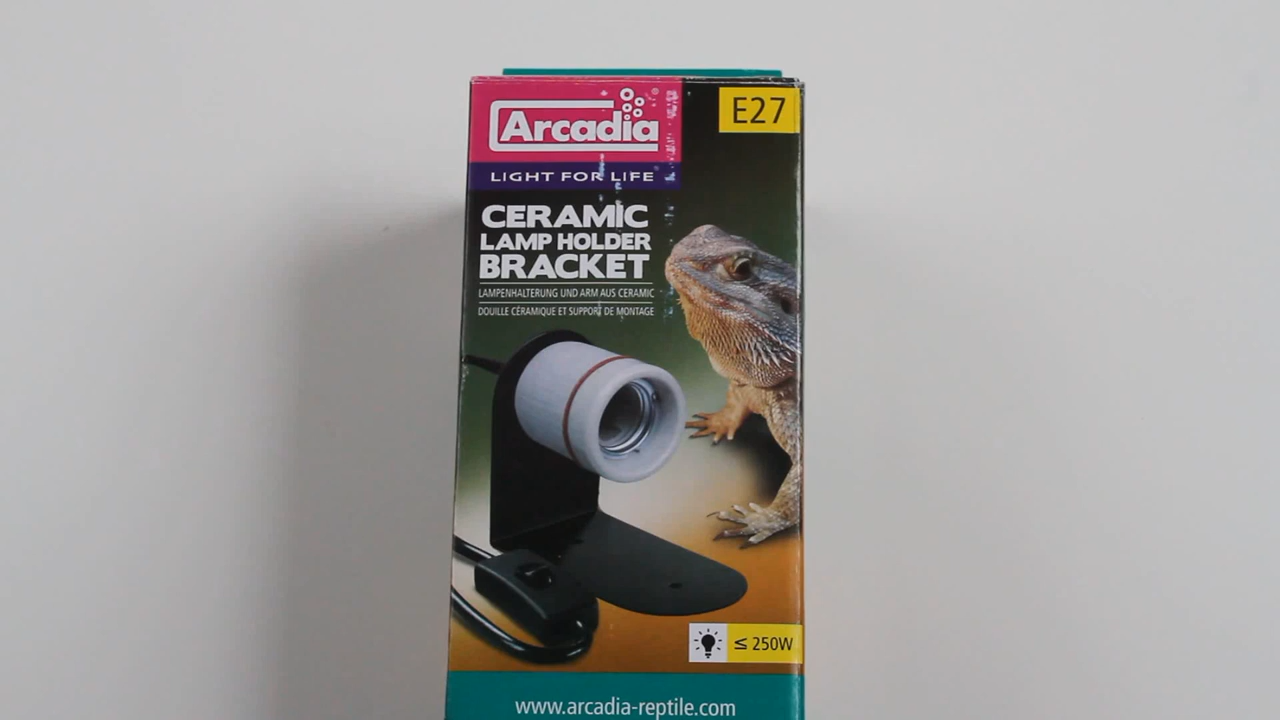 Arcadia
E27
LIGHT FOR LIFE
CERAMIC
LAMP HOLDER
BRACKET
LAMPENHALTERUNG UND ARM AUS CERAMIC
DOUILLE CÉRAMIQUE ET SUPPORT DE MONTAGE
≤ 250W
www.arcadia-reptile.com